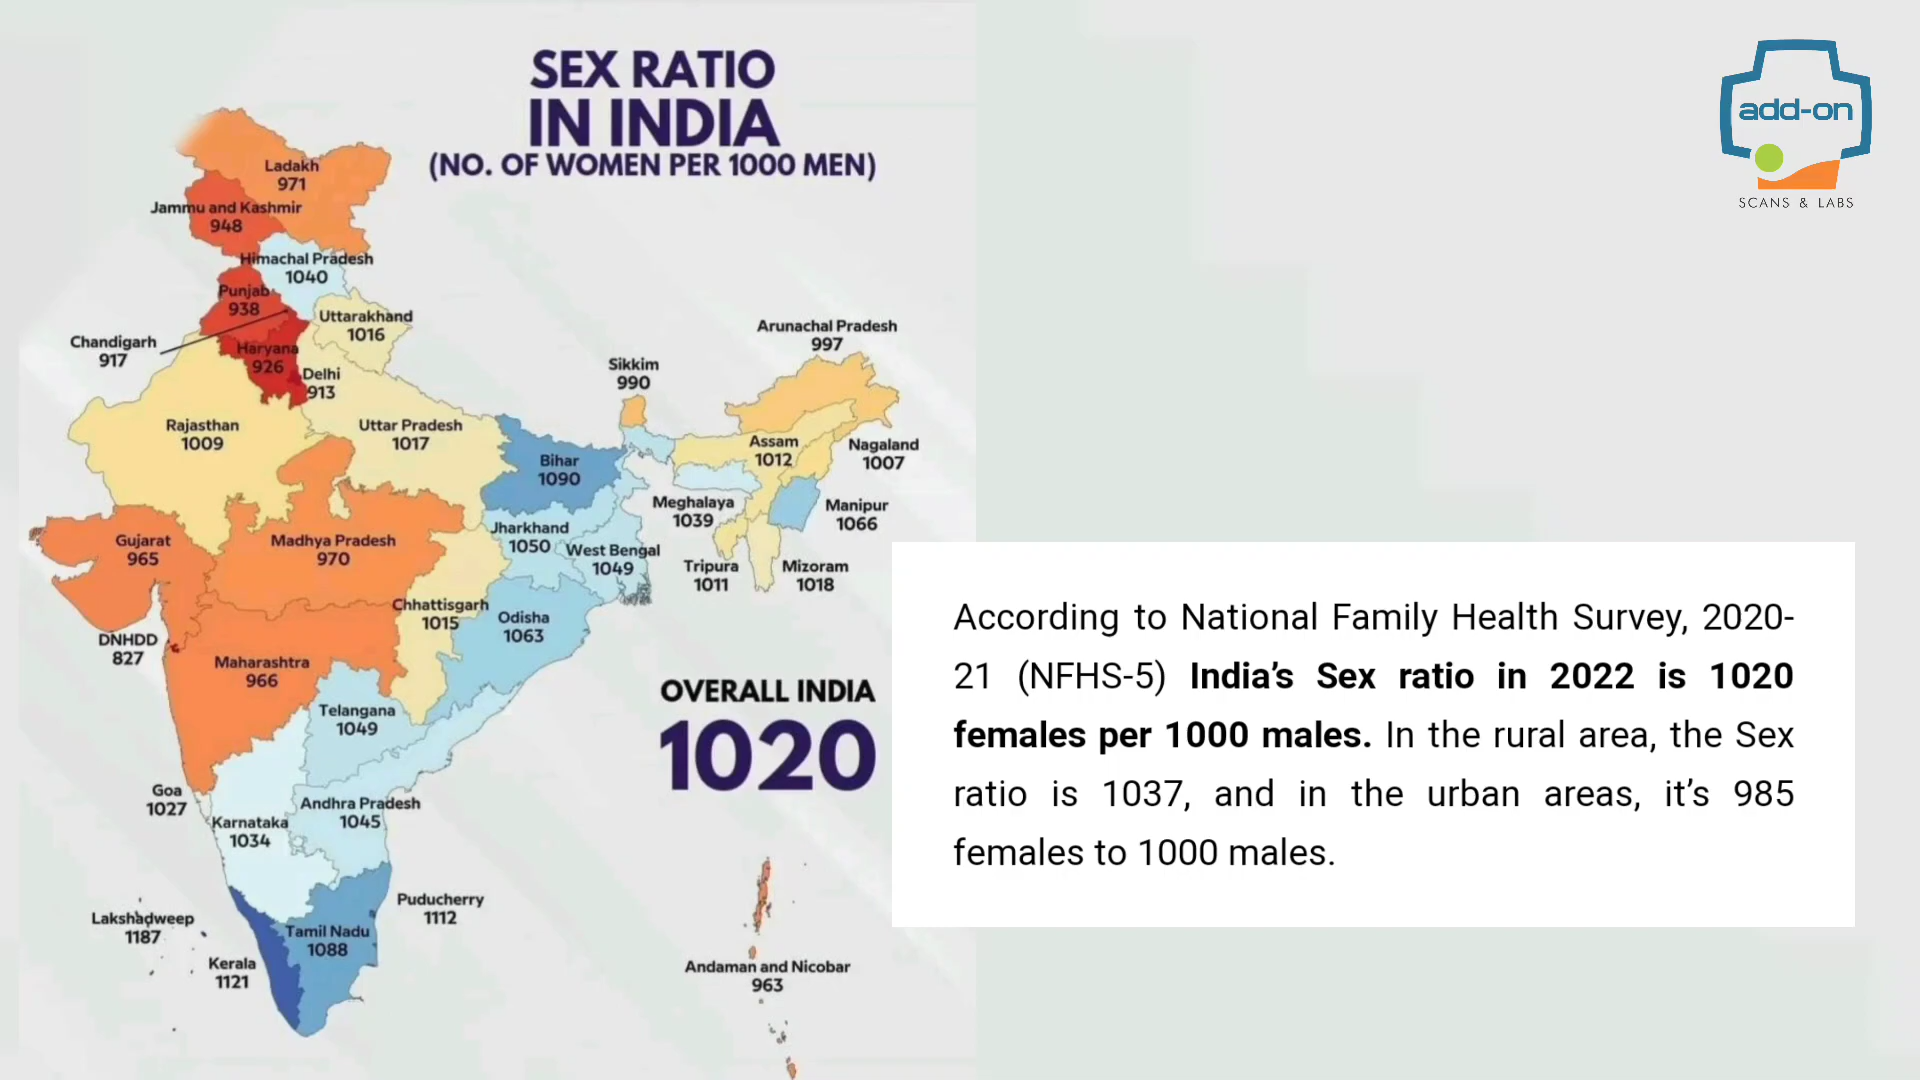 SEX RATIO
IN INDIA
(NO. OF WOMEN PER 1000 MEN)
add-on
SCANS & LABS
Ladakh
971
Jammu and Kashmir
948
Himachal Pradesh
1040
Punjab
938
Uttarakhand
1016
Chandigarh
917
Haryana
926
Delhi
913
Arunachal Pradesh
997
Sikkim
990
Rajasthan
1009
Uttar Pradesh
1017
Bihar
1090
Assam
1012
Nagaland
1007
Meghalaya
1039
Manipur
1066
Gujarat
965
Madhya Pradesh
970
Jharkhand
1050
West Bengal
1049
Tripura
1011
Mizoram
1018
Chhattisgarh
1015
Odisha
1063
DNHDD
827
Maharashtra
966
Telangana
1049
OVERALL INDIA
1020
Goa
1027
Karnataka
1034
Andhra Pradesh
1045
Puducherry
1112
Lakshadweep
1187
Tamil Nadu
1088
Kerala
1121
Andaman and Nicobar
963
According to National Family Health Survey, 2020-
21 (NFHS-5) India’s Sex ratio in 2022 is 1020
females per 1000 males. In the rural area, the Sex
ratio is 1037, and in the urban areas, it’s 985
females to 1000 males.